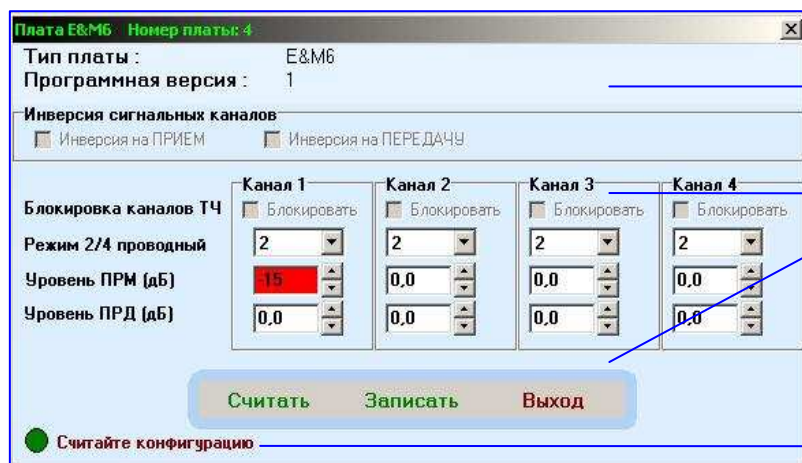 Плата E&M6 Номер платы: 4
Тип платы : E&M6
Программная версия : 1
Инверсия сигнальных каналов
Инверсия на ПРИЕМ Инверсия на ПЕРЕДАЧУ
Канал 1 Канал 2 Канал 3 Канал 4
Блокировка каналов ТЧ Блокировать Блокировать Блокировать Блокировать
Режим 2/4 проводный 2 2 2 2
Уровень ПРМ (дБ) -15 0,0 0,0 0,0
Уровень ПРД (дБ) 0,0 0,0 0,0 0,0
Считать Записать Выход
Считайте конфигурацию